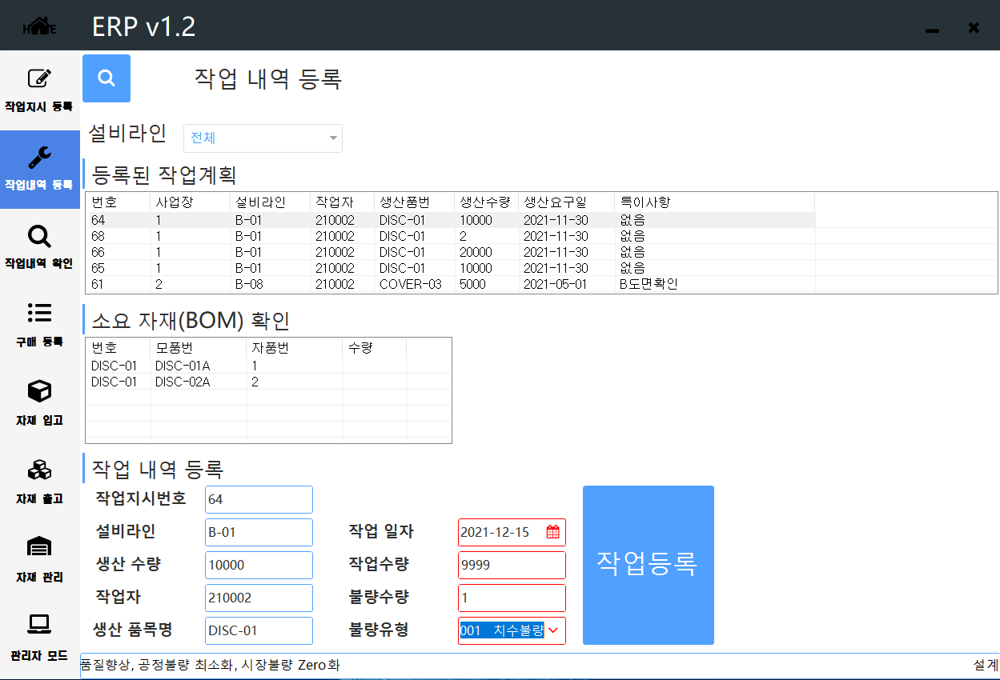 HOME ERP v1.2
작업지시 등록
작업내역 등록
작업내역 확인
구매 등록
자재 입고
자재 출고
자재 관리
관리자 모드
작업 내역 등록
설비라인 전체
등록된 작업계획
번호 사업장 설비라인 작업자 생산품번 생산수량 생산요구일 특이사항
64 1 B-01 210002 DISC-01 10000 2021-11-30 없음
68 1 B-01 210002 DISC-01 2 2021-11-30 없음
66 1 B-01 210002 DISC-01 20000 2021-11-30 없음
65 1 B-01 210002 DISC-01 10000 2021-11-30 없음
61 2 B-08 210002 COVER-03 5000 2021-05-01 B도면확인
소요 자재(BOM) 확인
번호 모품번 자품번 수량
DISC-01 DISC-01A 1
DISC-01 DISC-02A 2
작업 내역 등록
작업지시번호 64
설비라인 B-01 작업 일자 2021-12-15
생산 수량 10000 작업수량 9999
작업자 210002 불량수량 1
생산 품목명 DISC-01 불량유형 001 치수불량
작업등록
품질향상, 공정불량 최소화, 시장불량 Zero화 설계